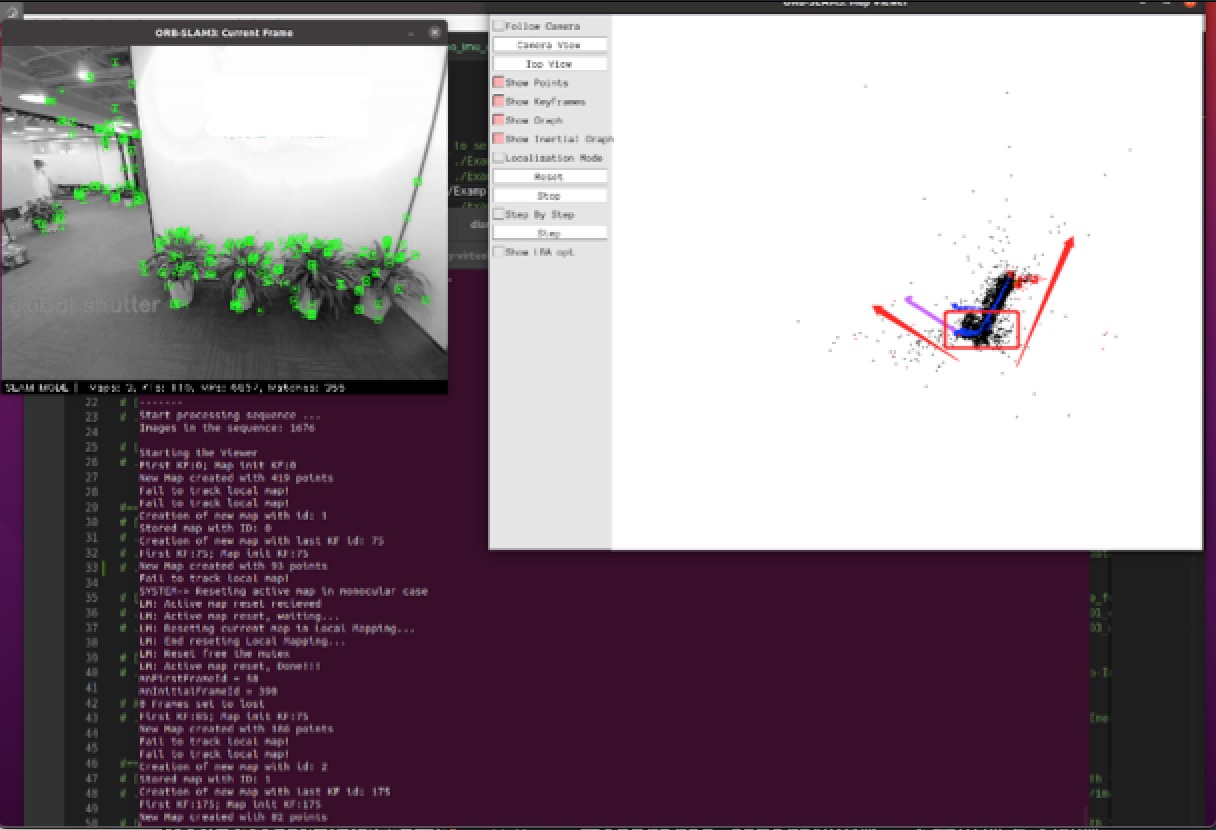 ORB-SLAM3: Current Frame
ORB-SLAM3: Map Viewer
Follow Camera
Camera View
Top View
Show Points
Show KeyFrames
Show Graph
Show Inertial Graph
Localization Mode
Reset
Stop
Step By Step
Step
Show LBA opt.
global shutter
SLAM MODE | Maps: 3, KFs: 110, MPs: 6657, Matches: 355
to se
./Exa
./Exa
/Examp
22 # [-------
23 # Start processing sequence ...
24 Images in the sequence: 1676
25 #
26 # Starting the Viewer
First KF:0; Map init KF:0
27 New Map created with 419 points
28 Fail to track local map!
29 #-- Fail to track local map!
30 # Creation of new map with id: 1
Stored map with ID: 0
31 # Creation of new map with last KF id: 75
32 # First KF:75; Map init KF:75
33 # New Map created with 93 points
34 Fail to track local map!
35 # SYSTEM-> Reseting active map in monocular case
LM: Active map reset recieved
36 # LM: Active map reset, waiting...
37 # LM: Reseting current map in Local Mapping...
38 LM: End reseting Local Mapping...
39 # LM: Reset free the mutex
40 # LM: Active map reset, Done!!!
mnFirstFrameId = 68
41 mnInitialFrameId = 390
42 # 0 Frames set to lost
43 # First KF:85; Map init KF:75
44 New Map created with 186 points
Fail to track local map!
45 Fail to track local map!
46 #-- Creation of new map with id: 2
47 # Stored map with ID: 1
48 # Creation of new map with last KF id: 175
49 First KF:175; Map init KF:175
50 # New Map created with 82 points